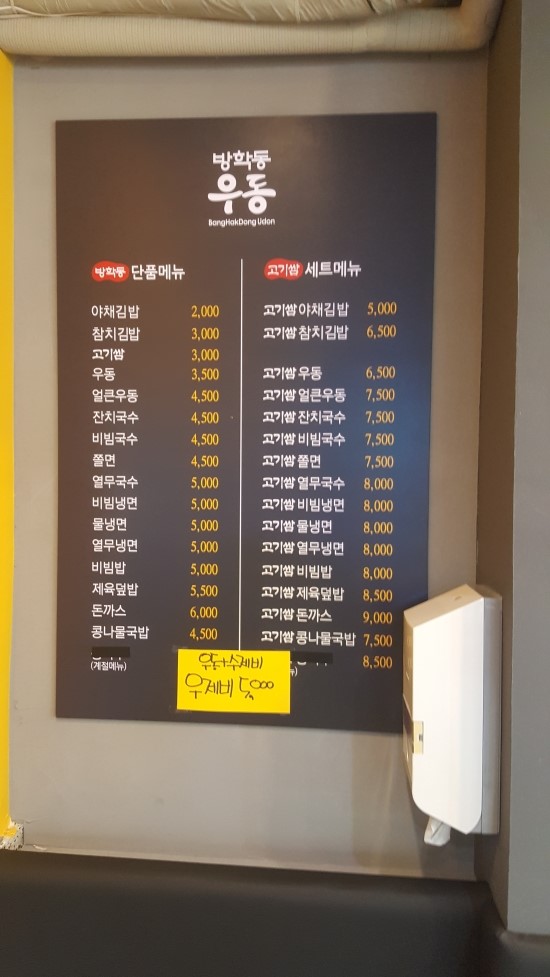 방학동
우동
BangHakDong Udon
방학동 단품메뉴
야채김밥 2,000
참치김밥 3,000
고기쌈 3,000
우동 3,500
얼큰우동 4,500
잔치국수 4,500
비빔국수 4,500
쫄면 4,500
열무국수 5,000
비빔냉면 5,000
물냉면 5,000
열무냉면 5,000
비빔밥 5,000
제육덮밥 5,500
돈까스 6,000
콩나물국밥 4,500
(계절메뉴)
고기쌈 세트메뉴
고기쌈 야채김밥 5,000
고기쌈 참치김밥 6,500
고기쌈 우동 6,500
고기쌈 얼큰우동 7,500
고기쌈 잔치국수 7,500
고기쌈 비빔국수 7,500
고기쌈 쫄면 7,500
고기쌈 열무국수 8,000
고기쌈 비빔냉면 8,000
고기쌈 물냉면 8,000
고기쌈 열무냉면 8,000
고기쌈 비빔밥 8,000
고기쌈 제육덮밥 8,500
고기쌈 돈까스 9,000
고기쌈 콩나물국밥 7,500
8,500
우동+수제비
우제비 5,000